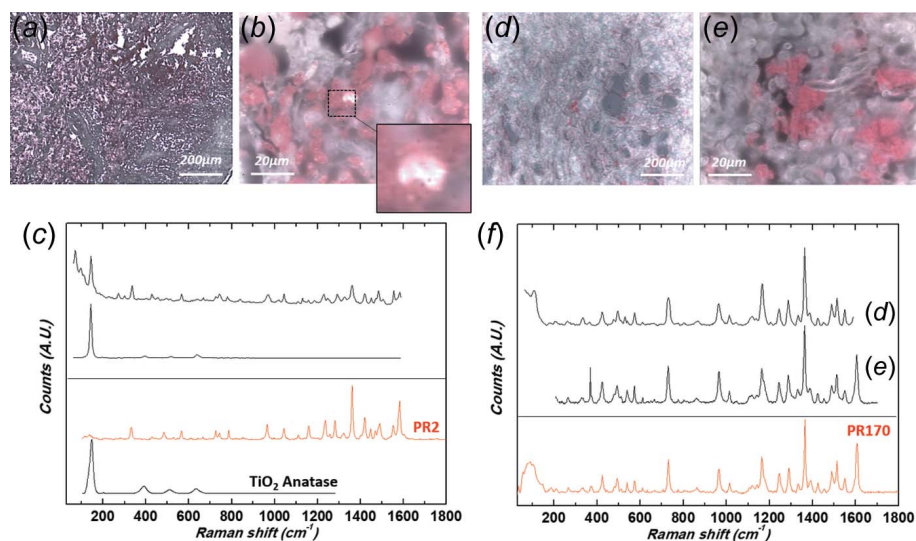 (a)
(b)
(d)
(e)
200µm
20µm
200µm
20µm
(c)
(f)
Counts (A.U.)
PR2
TiO2 Anatase
200 400 600 800 1000 1200 1400 1600 1800
Raman shift (cm-1)
Counts (A.U.)
(d)
(e)
PR170
200 400 600 800 1000 1200 1400 1600 1800
Raman shift (cm-1)